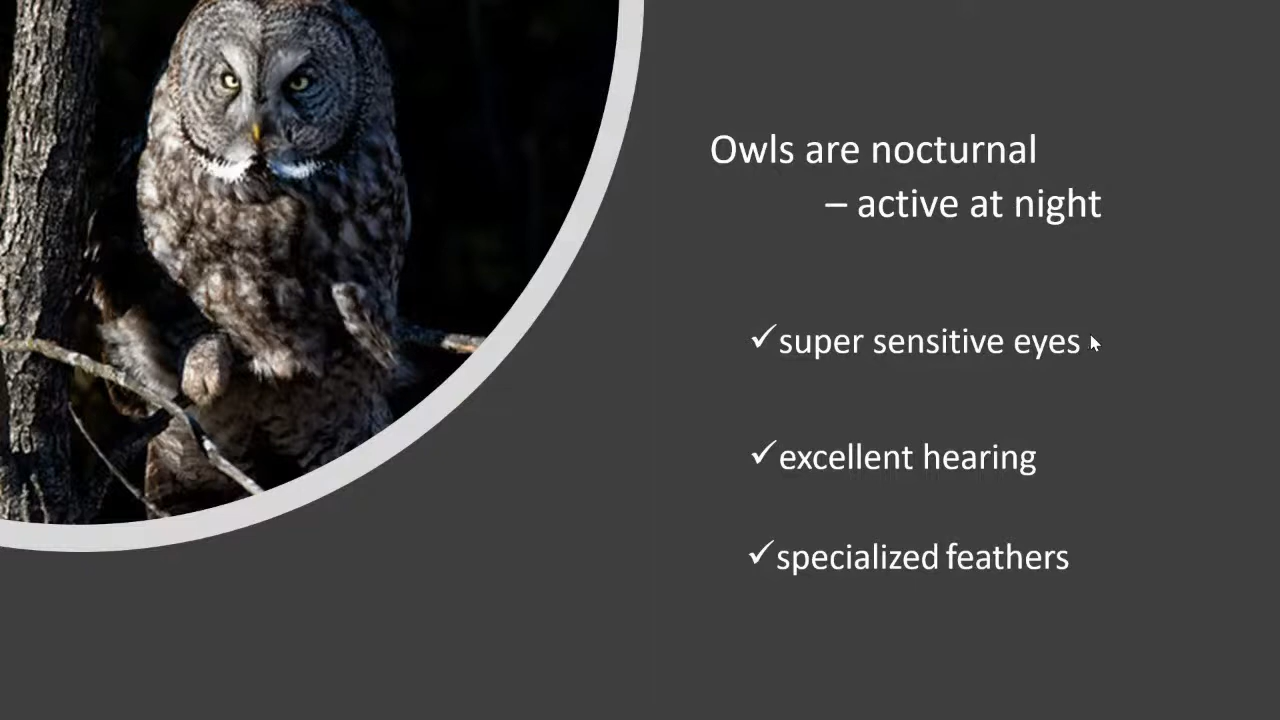 Owls are nocturnal
– active at night
✓super sensitive eyes
✓excellent hearing
✓specialized feathers